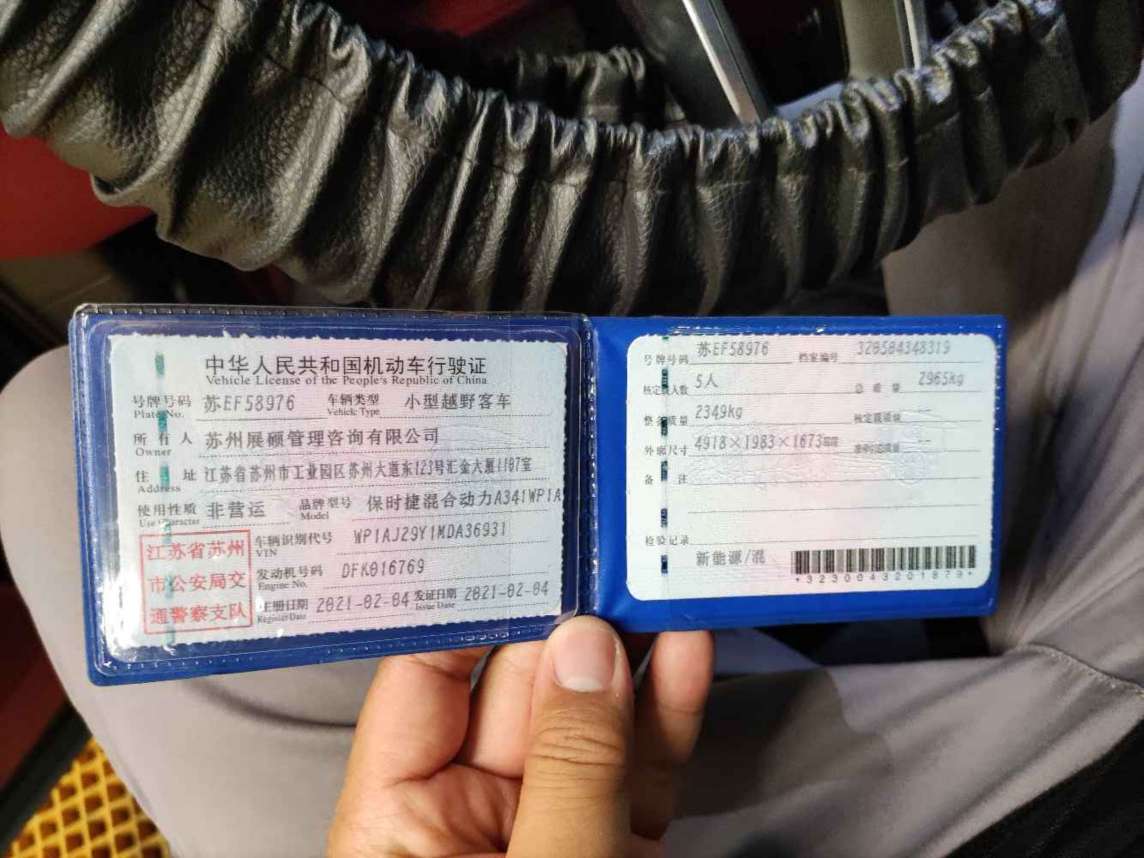 中华人民共和国机动车行驶证
Vehicle License of the People's Republic of China
号牌号码 苏EF58976 车辆类型 小型越野客车
Plate No. Vehicle Type
所有人 苏州展硕管理咨询有限公司
Owner
住址 江苏省苏州市工业园区苏州大道东123号汇金大厦1107室
Address
使用性质 非营运 品牌型号 保时捷混合动力A341WP1A
Use Character Model
江苏省苏州
市公安局交
通警察支队
车辆识别代号 WP1AJ29Y1MDA36931
VIN
发动机号码 DFK016769
Engine No.
注册日期 2021-02-04 发证日期 2021-02-04
Register Date Issue Date
号牌号码 苏EF58976 档案编号 320504348319
核定载人数 5人 总质量 2965kg
整备质量 2349kg 核定载质量
外廓尺寸 4918×1983×1673 --
备注
检验记录
新能源/混
*3230043201879*